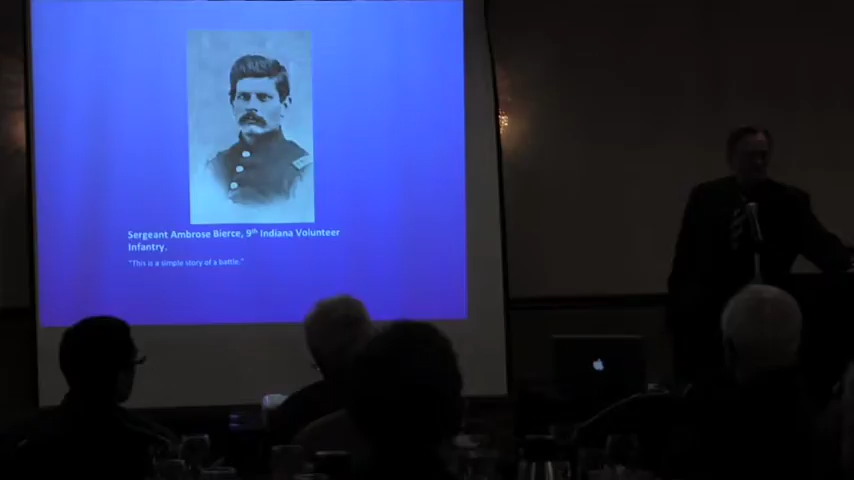 Sergeant Ambrose Bierce, 9th Indiana Volunteer
Infantry.
"This is a simple story of a battle."